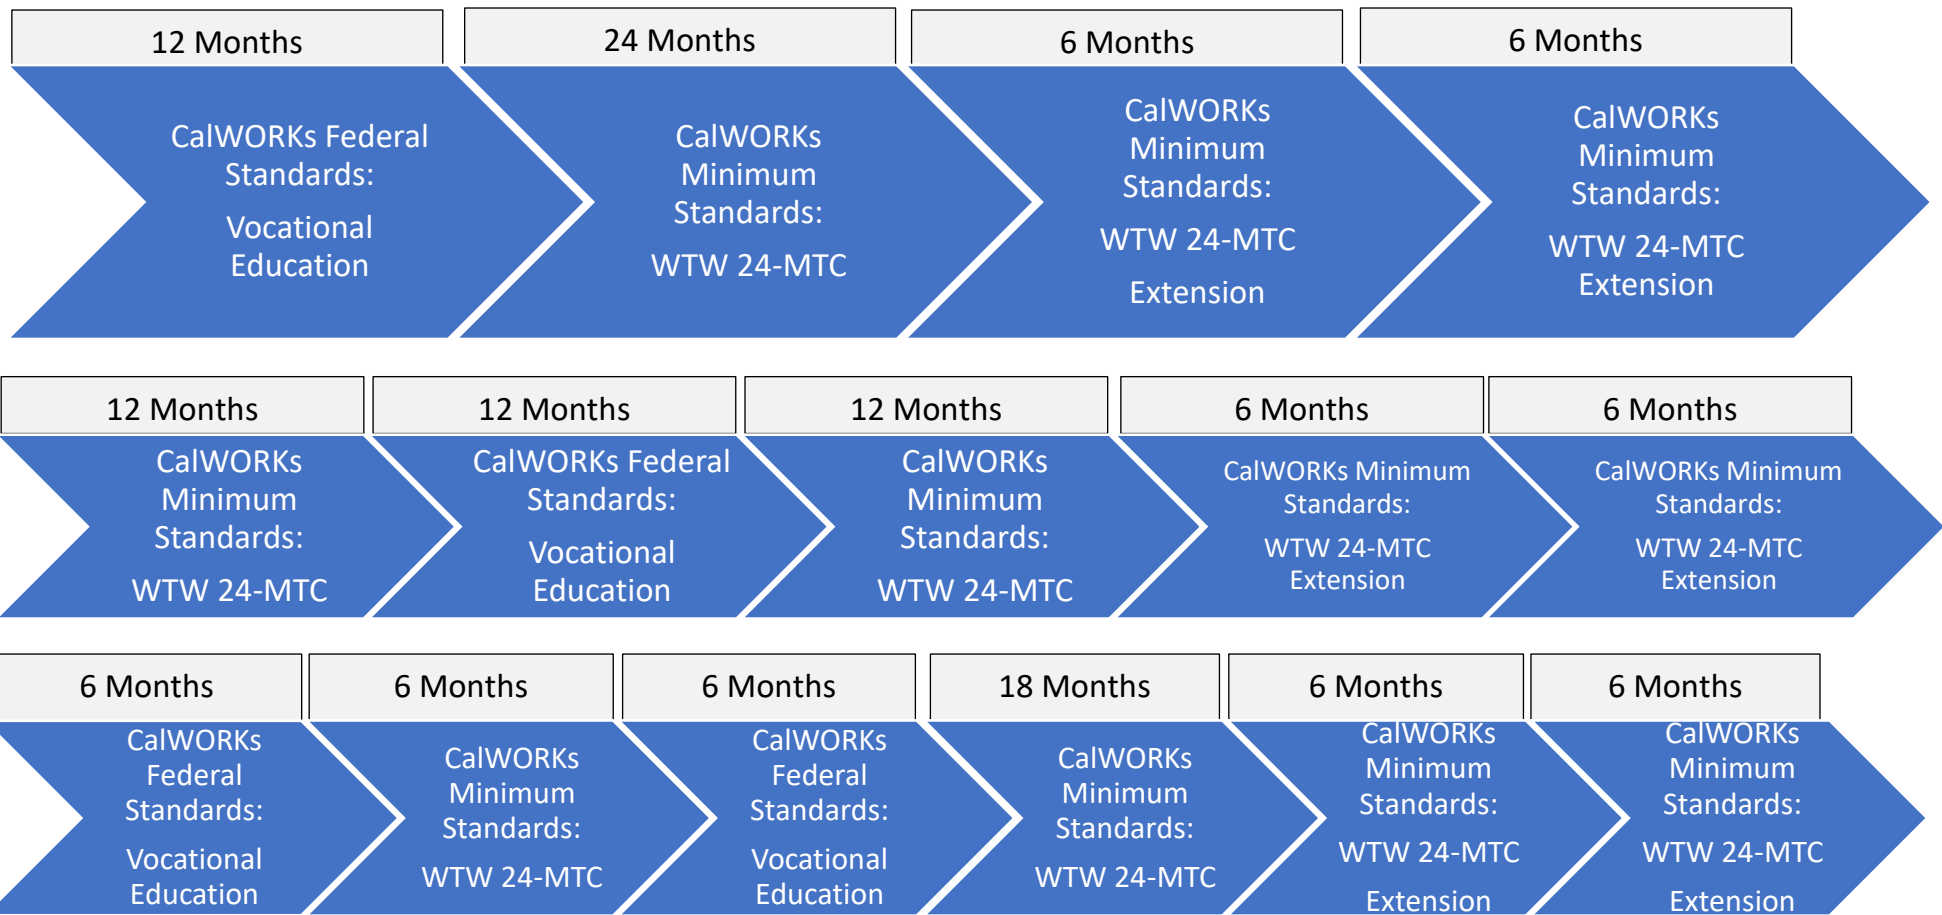 12 Months
24 Months
6 Months
6 Months
CalWORKs Federal
Standards:
Vocational
Education
CalWORKs
Minimum
Standards:
WTW 24-MTC
CalWORKs
Minimum
Standards:
WTW 24-MTC
Extension
CalWORKs
Minimum
Standards:
WTW 24-MTC
Extension
12 Months
12 Months
12 Months
6 Months
6 Months
CalWORKs
Minimum
Standards:
WTW 24-MTC
CalWORKs Federal
Standards:
Vocational
Education
CalWORKs
Minimum
Standards:
WTW 24-MTC
CalWORKs Minimum
Standards:
WTW 24-MTC
Extension
CalWORKs Minimum
Standards:
WTW 24-MTC
Extension
6 Months
6 Months
6 Months
18 Months
6 Months
6 Months
CalWORKs
Federal
Standards:
Vocational
Education
CalWORKs
Minimum
Standards:
WTW 24-MTC
CalWORKs
Federal
Standards:
Vocational
Education
CalWORKs
Minimum
Standards:
WTW 24-MTC
CalWORKs
Minimum
Standards:
WTW 24-MTC
Extension
CalWORKs
Minimum
Standards:
WTW 24-MTC
Extension